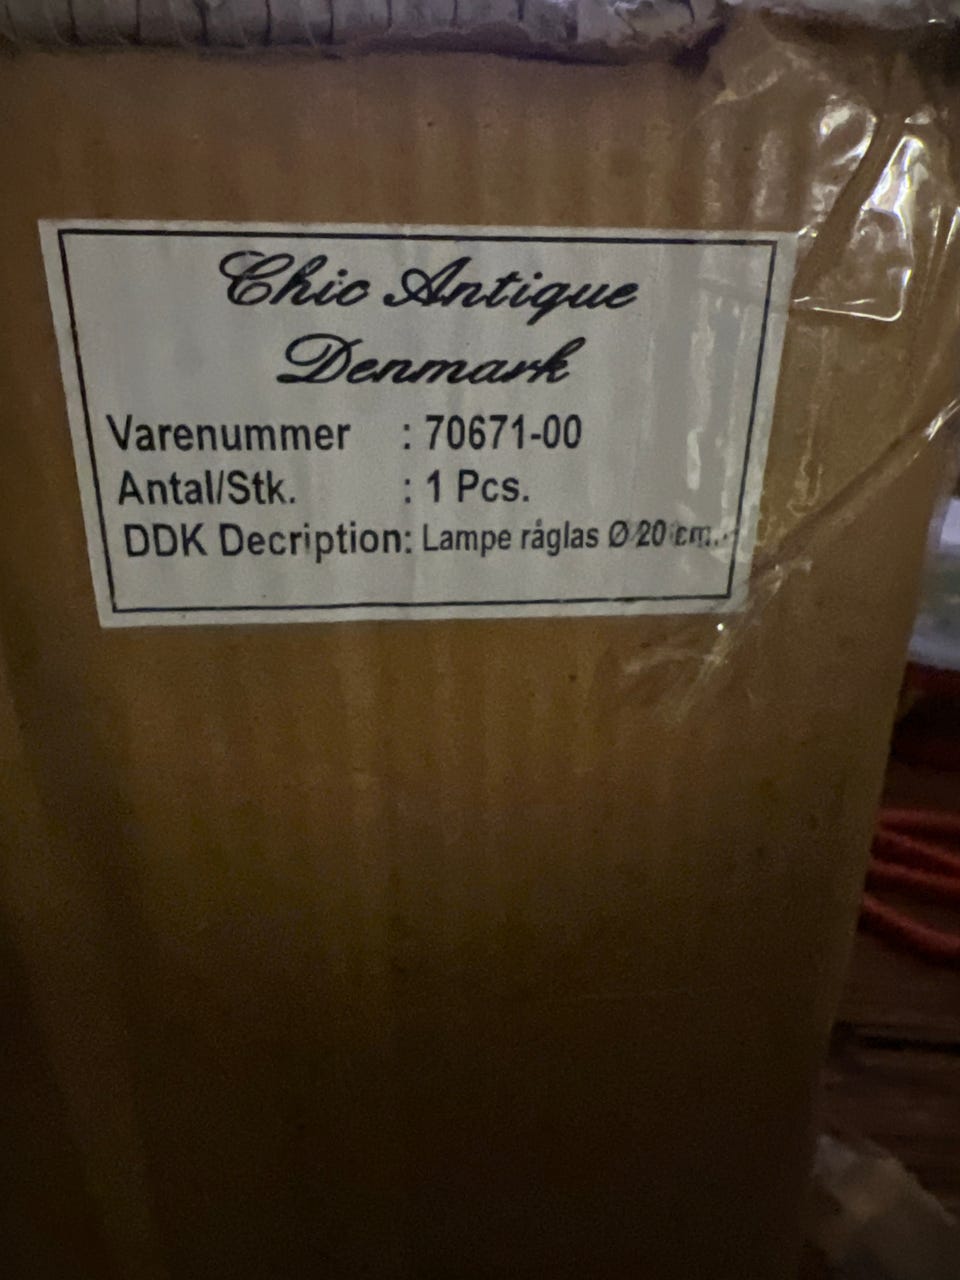 Chic Antique
Denmark
Varenummer : 70671-00
Antal/Stk. : 1 Pcs.
DDK Decription: Lampe råglas Ø 20 cm.